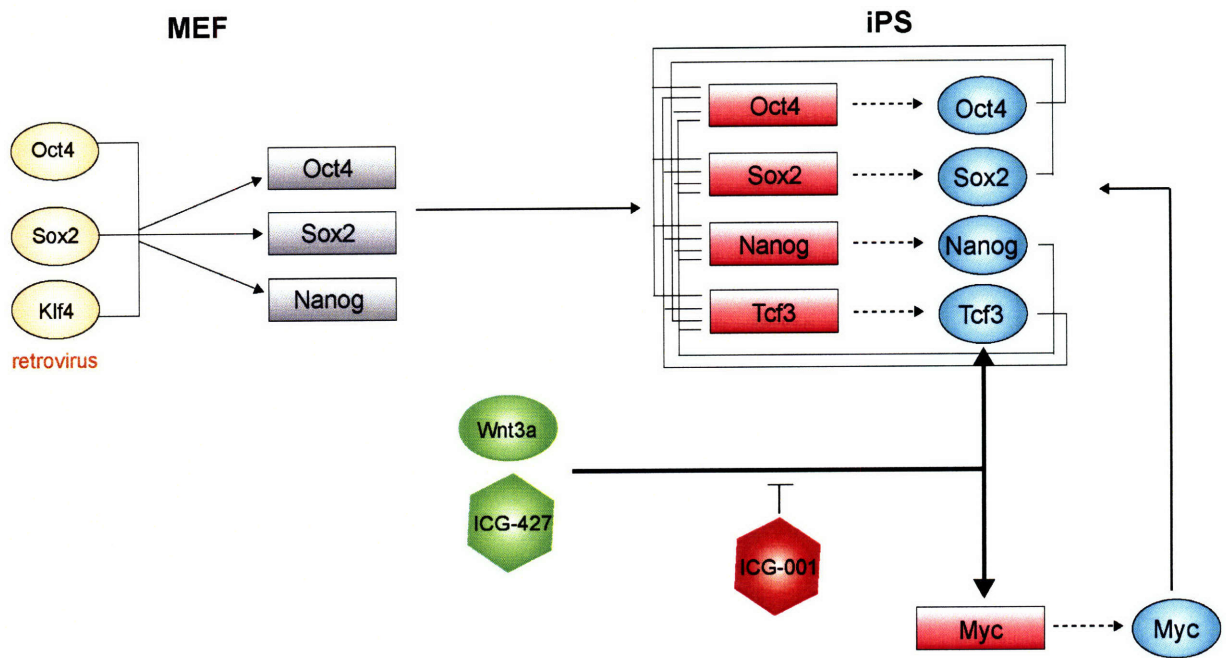 MEF
iPS
Oct4
Sox2
Klf4
retrovirus
Oct4
Sox2
Nanog
Oct4
Oct4
Sox2
Sox2
Nanog
Nanog
Tcf3
Tcf3
Wnt3a
ICG-427
ICG-001
Myc
Myc